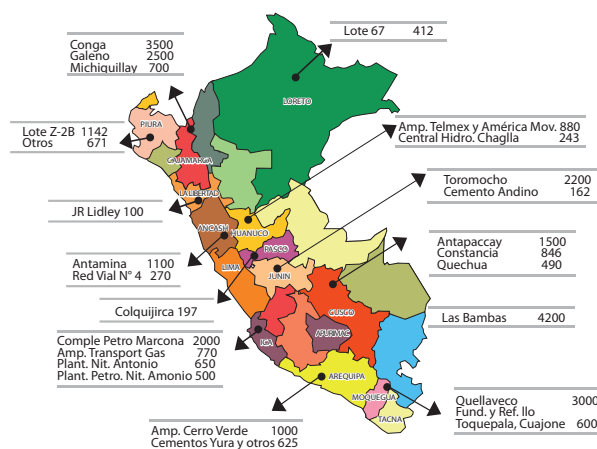 Lote 67 412
Conga 3500
Galeno 2500
Michiquillay 700
LORETO
PIURA
Lote Z-2B 1142
Otros 671
Amp. Telmex y América Mov. 880
Central Hidro. Chaglla 243
CAJAMARCA
Toromocho 2200
Cemento Andino 162
LA LIBERTAD
JR Lidley 100
ANCASH
HUANUCO
Antapaccay 1500
Constancia 846
Quechua 490
PASCO
Antamina 1100
Red Vial N° 4 270
LIMA
JUNIN
Colquijirca 197
CUSCO
Las Bambas 4200
Comple Petro Marcona 2000
Amp. Transport Gas 770
Plant. Nit. Antonio 650
Plant. Petro. Nit. Amonio 500
ICA
APURIMAC
AREQUIPA
MOQUEGUA
Quellaveco 3000
Fund. y Ref. Ilo
Toquepala, Cuajone 600
TACNA
Amp. Cerro Verde 1000
Cementos Yura y otros 625